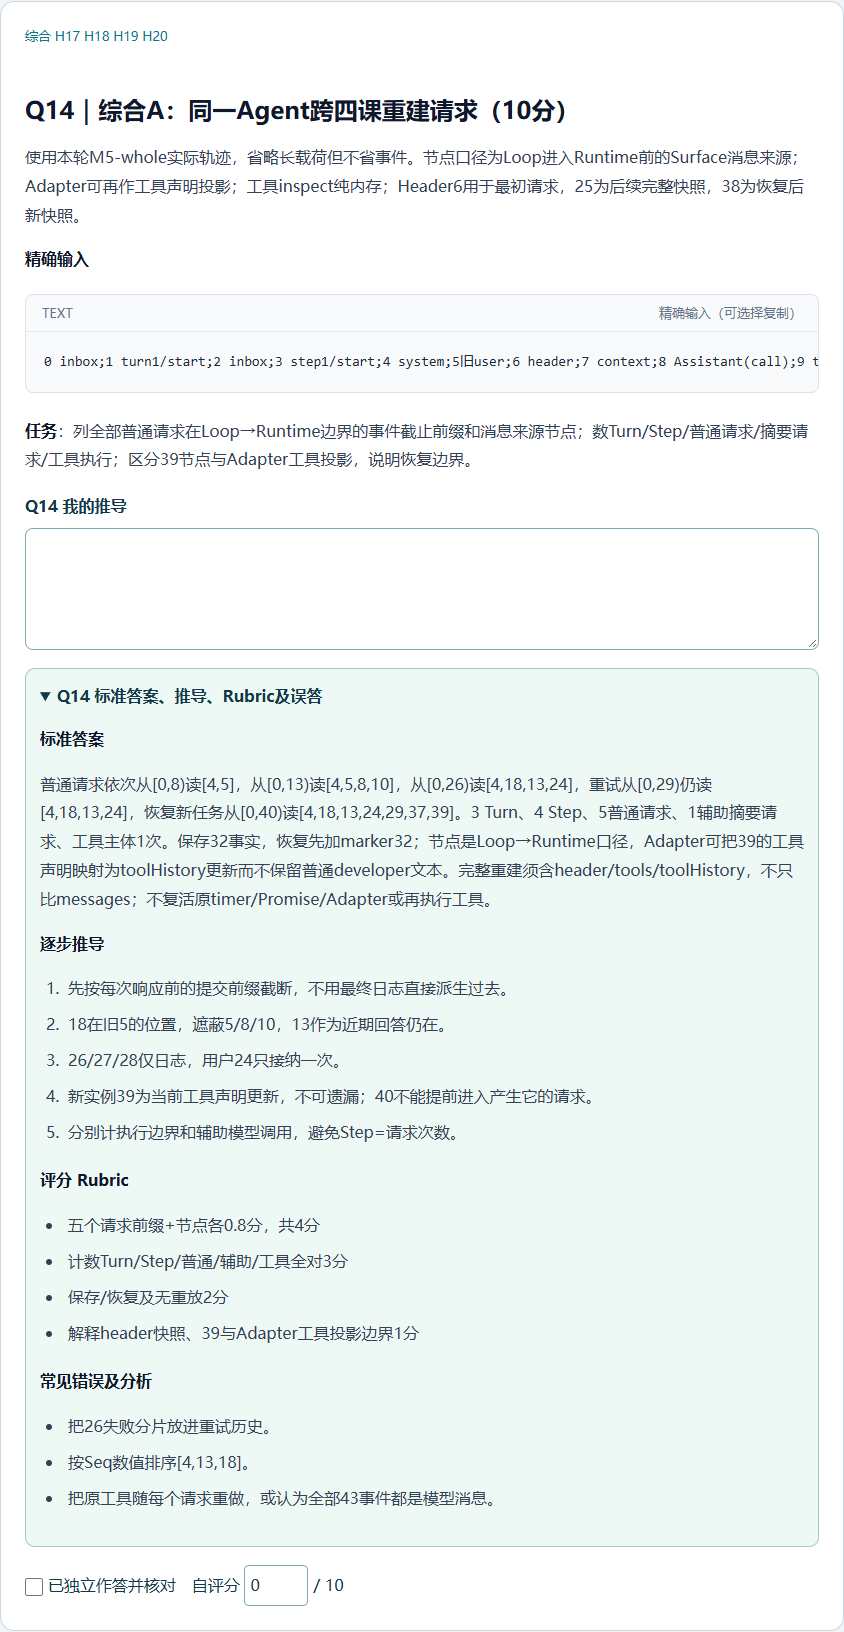 综合 H17 H18 H19 H20
Q14｜综合A：同一Agent跨四课重建请求（10分）
使用本轮M5-whole实际轨迹，省略长载荷但不省事件。节点口径为Loop进入Runtime前的Surface消息来源；
Adapter可再作工具声明投影；工具inspect纯内存；Header6用于最初请求，25为后续完整快照，38为恢复后
新快照。
精确输入
TEXT
精确输入（可选择复制）
0 inbox;1 turn1/start;2 inbox;3 step1/start;4 system;5旧user;6 header;7 context;8 Assistant(call);9 t
任务：列全部普通请求在Loop→Runtime边界的事件截止前缀和消息来源节点；数Turn/Step/普通请求/摘要请
求/工具执行；区分39节点与Adapter工具投影，说明恢复边界。
Q14 我的推导
▼ Q14 标准答案、推导、Rubric及误答
标准答案
普通请求依次从[0,8)读[4,5]，从[0,13)读[4,5,8,10]，从[0,26)读[4,18,13,24]，重试从[0,29)仍读
[4,18,13,24]，恢复新任务从[0,40)读[4,18,13,24,29,37,39]。3 Turn、4 Step、5普通请求、1辅助摘要请
求、工具主体1次。保存32事实，恢复先加marker32；节点是Loop→Runtime口径，Adapter可把39的工具
声明映射为toolHistory更新而不保留普通developer文本。完整重建须含header/tools/toolHistory，不只
比messages；不复活原timer/Promise/Adapter或再执行工具。
逐步推导
1. 先按每次响应前的提交前缀截断，不用最终日志直接派生过去。
2. 18在旧5的位置，遮蔽5/8/10，13作为近期回答仍在。
3. 26/27/28仅日志，用户24只接纳一次。
4. 新实例39为当前工具声明更新，不可遗漏；40不能提前进入产生它的请求。
5. 分别计执行边界和辅助模型调用，避免Step=请求次数。
评分 Rubric
• 五个请求前缀+节点各0.8分，共4分
• 计数Turn/Step/普通/辅助/工具全对3分
• 保存/恢复及无重放2分
• 解释header快照、39与Adapter工具投影边界1分
常见错误及分析
• 把26失败分片放进重试历史。
• 按Seq数值排序[4,13,18]。
• 把原工具随每个请求重做，或认为全部43事件都是模型消息。
已独立作答并核对 自评分 0 / 10